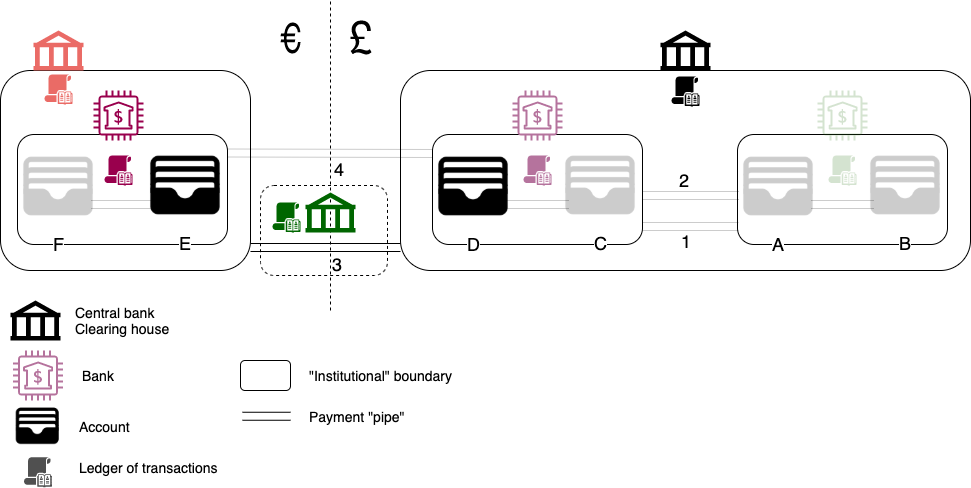 € £
$ $ $
4
2
1
3
F E D C A B
Central bank
Clearing house
$ Bank
"Institutional" boundary
Account
Payment "pipe"
Ledger of transactions